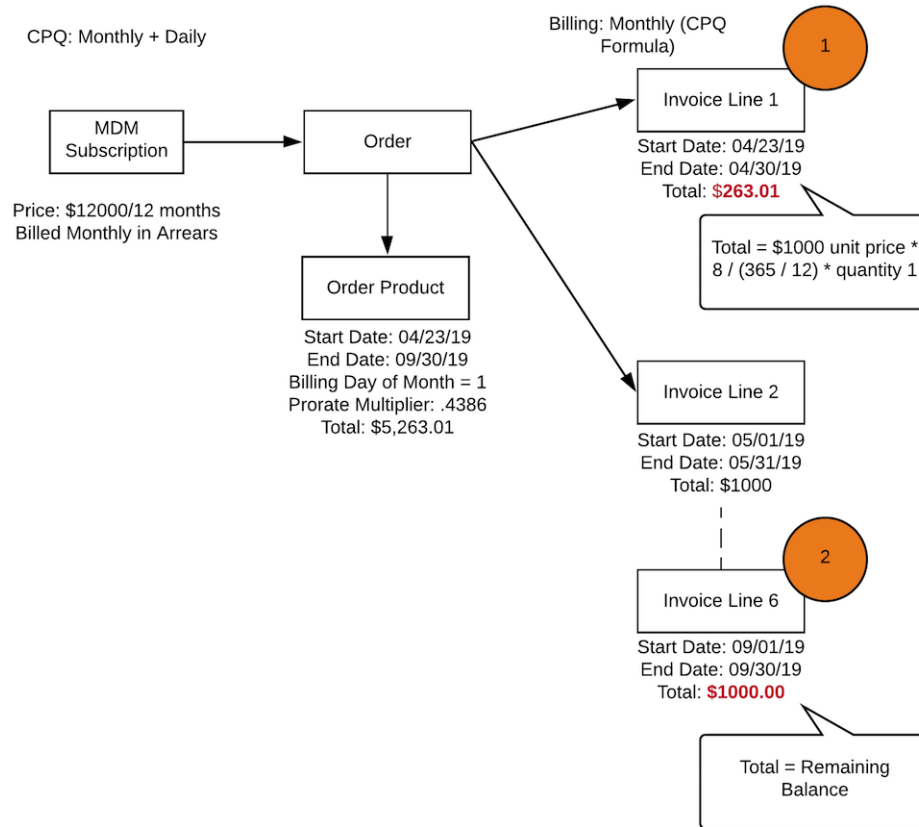 CPQ: Monthly + Daily
Billing: Monthly (CPQ
Formula)
1
MDM
Subscription
Order
Invoice Line 1
Start Date: 04/23/19
End Date: 04/30/19
Total: $263.01
Price: $12000/12 months
Billed Monthly in Arrears
Total = $1000 unit price *
8 / (365 / 12) * quantity 1
Order Product
Start Date: 04/23/19
End Date: 09/30/19
Billing Day of Month = 1
Prorate Multiplier: .4386
Total: $5,263.01
Invoice Line 2
Start Date: 05/01/19
End Date: 05/31/19
Total: $1000
2
Invoice Line 6
Start Date: 09/01/19
End Date: 09/30/19
Total: $1000.00
Total = Remaining
Balance